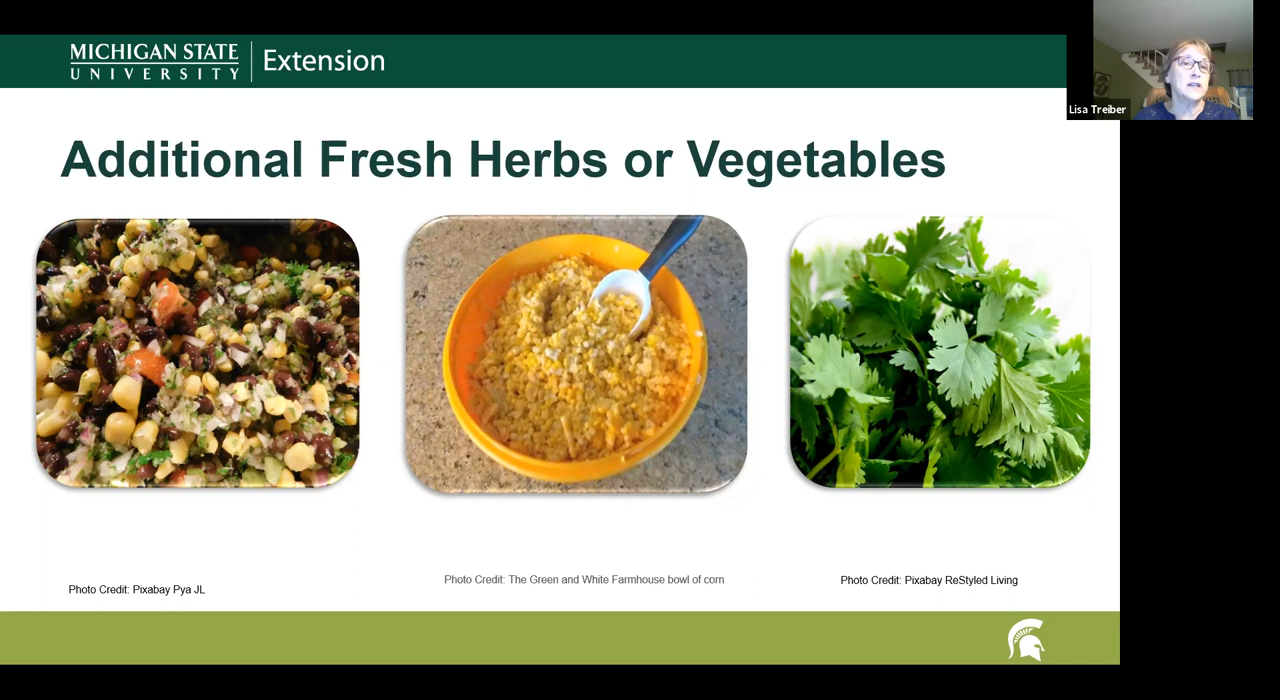 MICHIGAN STATE
UNIVERSITY
Extension
Lisa Treiber
Additional Fresh Herbs or Vegetables
Photo Credit: Pixabay Pya JL
Photo Credit: The Green and White Farmhouse bowl of corn
Photo Credit: Pixabay ReStyled Living